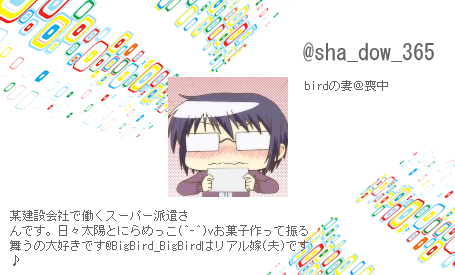 @sha_dow_365
birdの妻@喪中
某建設会社で働くスーパー派遣さ
んです。日々太陽とにらめっこ(´-`)vお菓子作って振る
舞うの大好きです@BigBird_BigBirdはリアル嫁(夫)です
♪